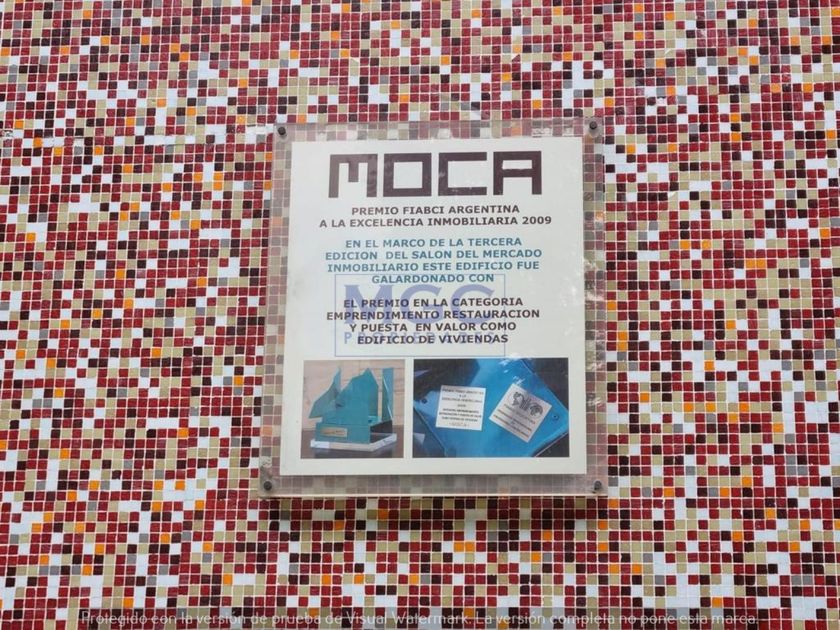 MOCA
PREMIO FIABCI ARGENTINA
A LA EXCELENCIA INMOBILIARIA 2009
EN EL MARCO DE LA TERCERA
EDICION DEL SALON DEL MERCADO
INMOBILIARIO ESTE EDIFICIO FUE
GALARDONADO CON
EL PREMIO EN LA CATEGORIA
EMPRENDIMIENTO RESTAURACION
Y PUESTA EN VALOR COMO
EDIFICIO DE VIVIENDAS
Protegido con la versión de prueba de Visual Watermark. La versión completa no pone esta marca.